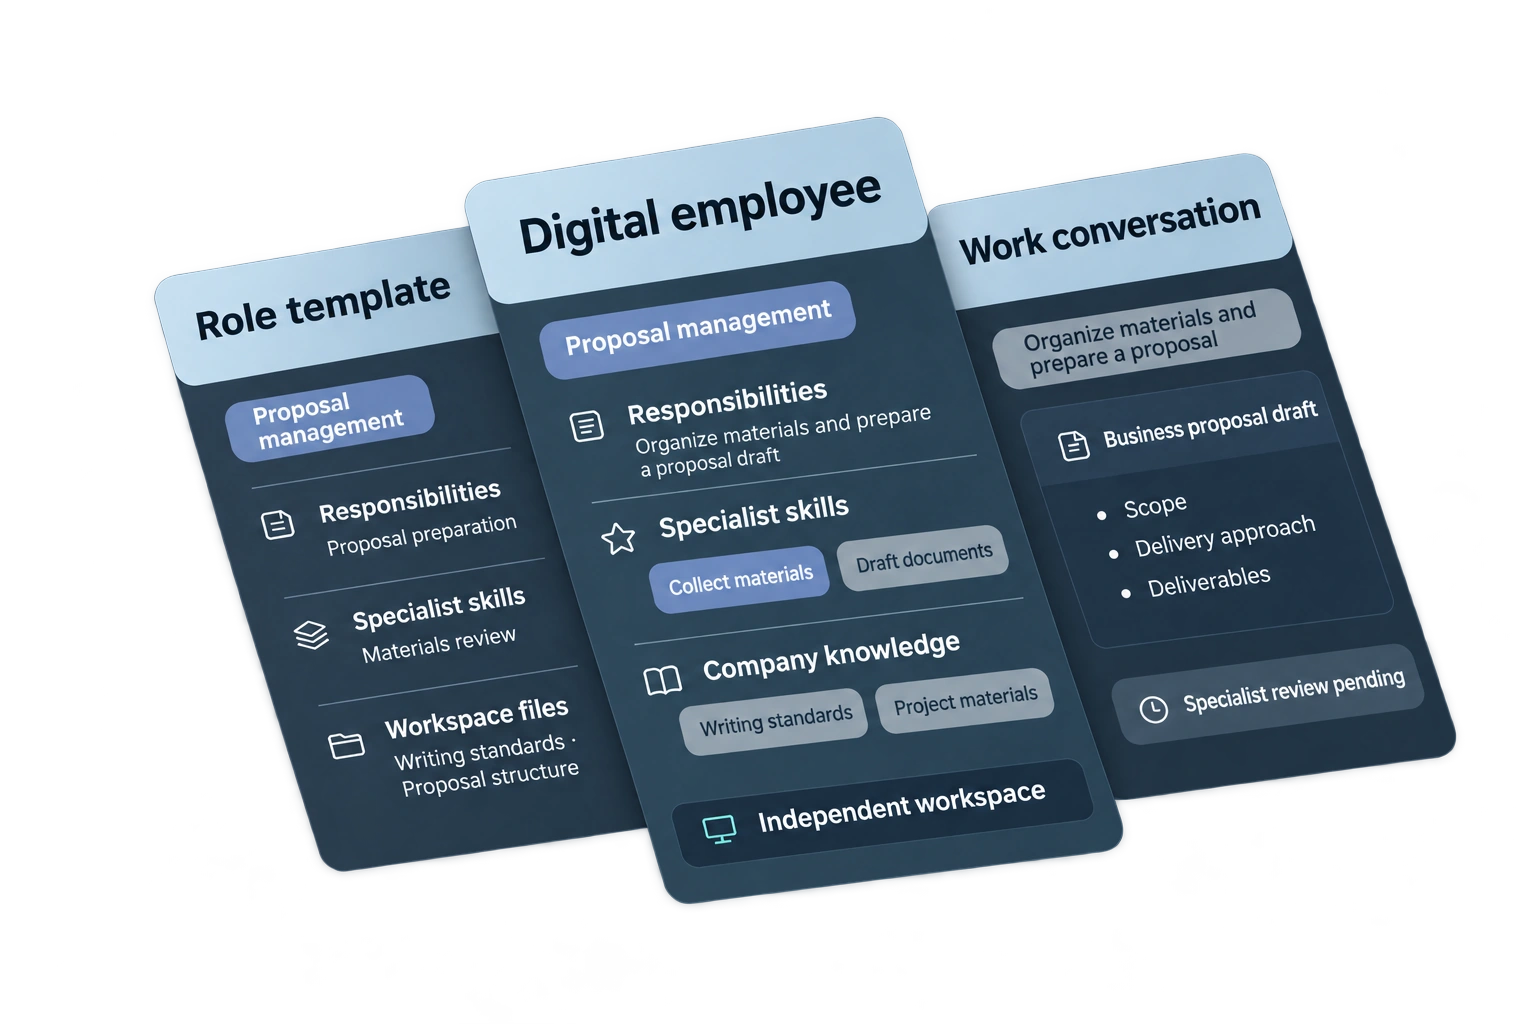 Role template
Proposal
management
Responsibilities
Proposal preparation
Specialist skills
Materials review
Workspace files
Writing standards ·
Proposal structure
Digital employee
Proposal management
Responsibilities
Organize materials and prepare
a proposal draft
Specialist skills
Collect materials
Draft documents
Company knowledge
Writing standards
Project materials
Independent workspace
Work conversation
Organize materials and
prepare a proposal
Business proposal draft
• Scope
• Delivery approach
• Deliverables
Specialist review pending